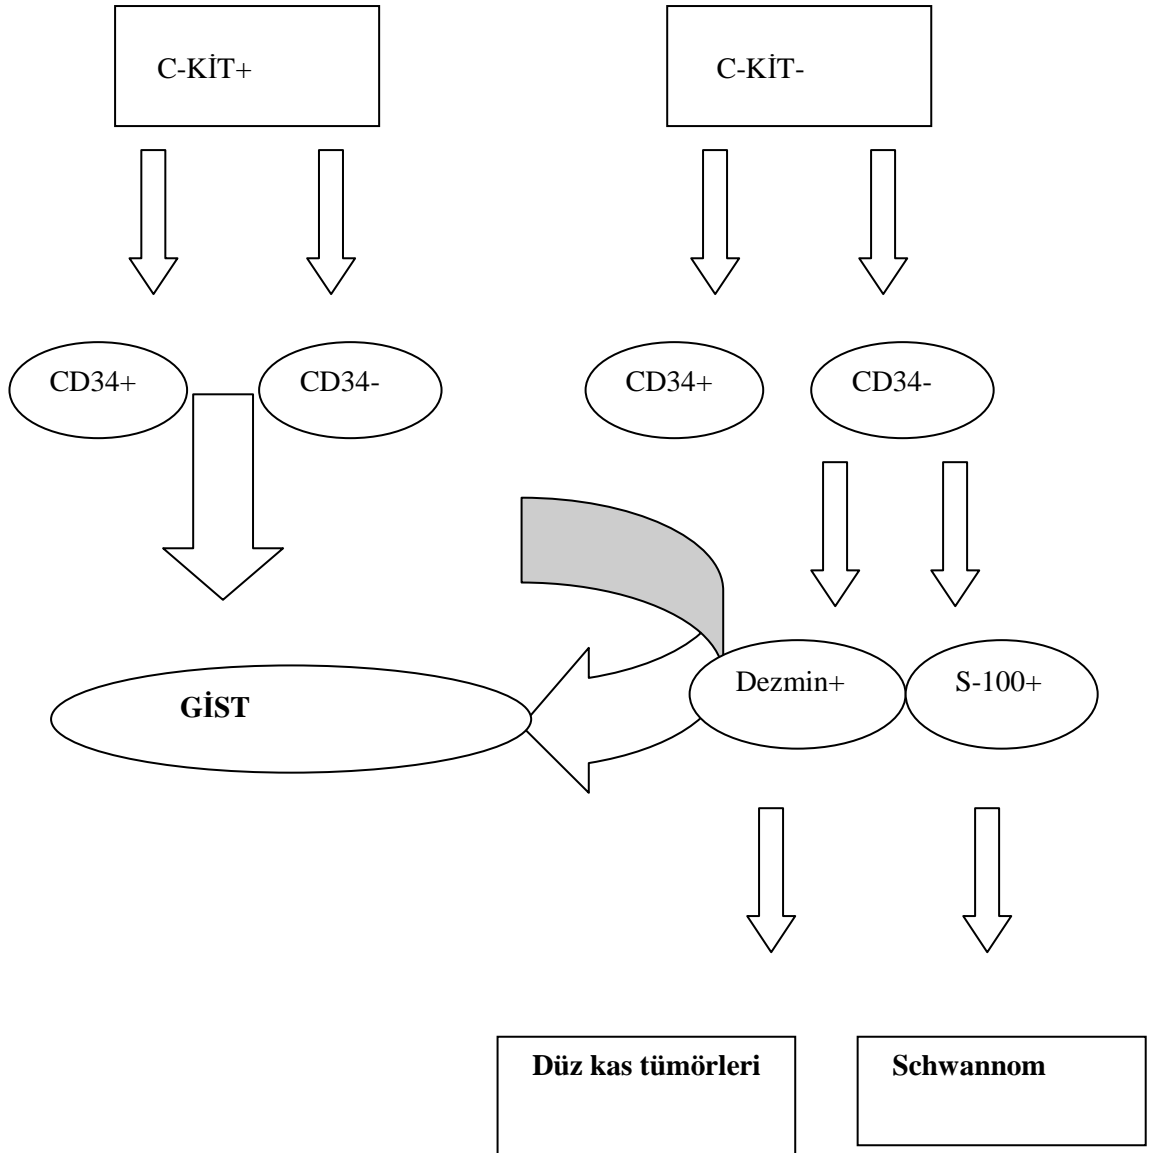 C-KİT+
C-KİT-
CD34+
CD34-
CD34+
CD34-
Dezmin+
S-100+
GİST
Düz kas tümörleri
Schwannom